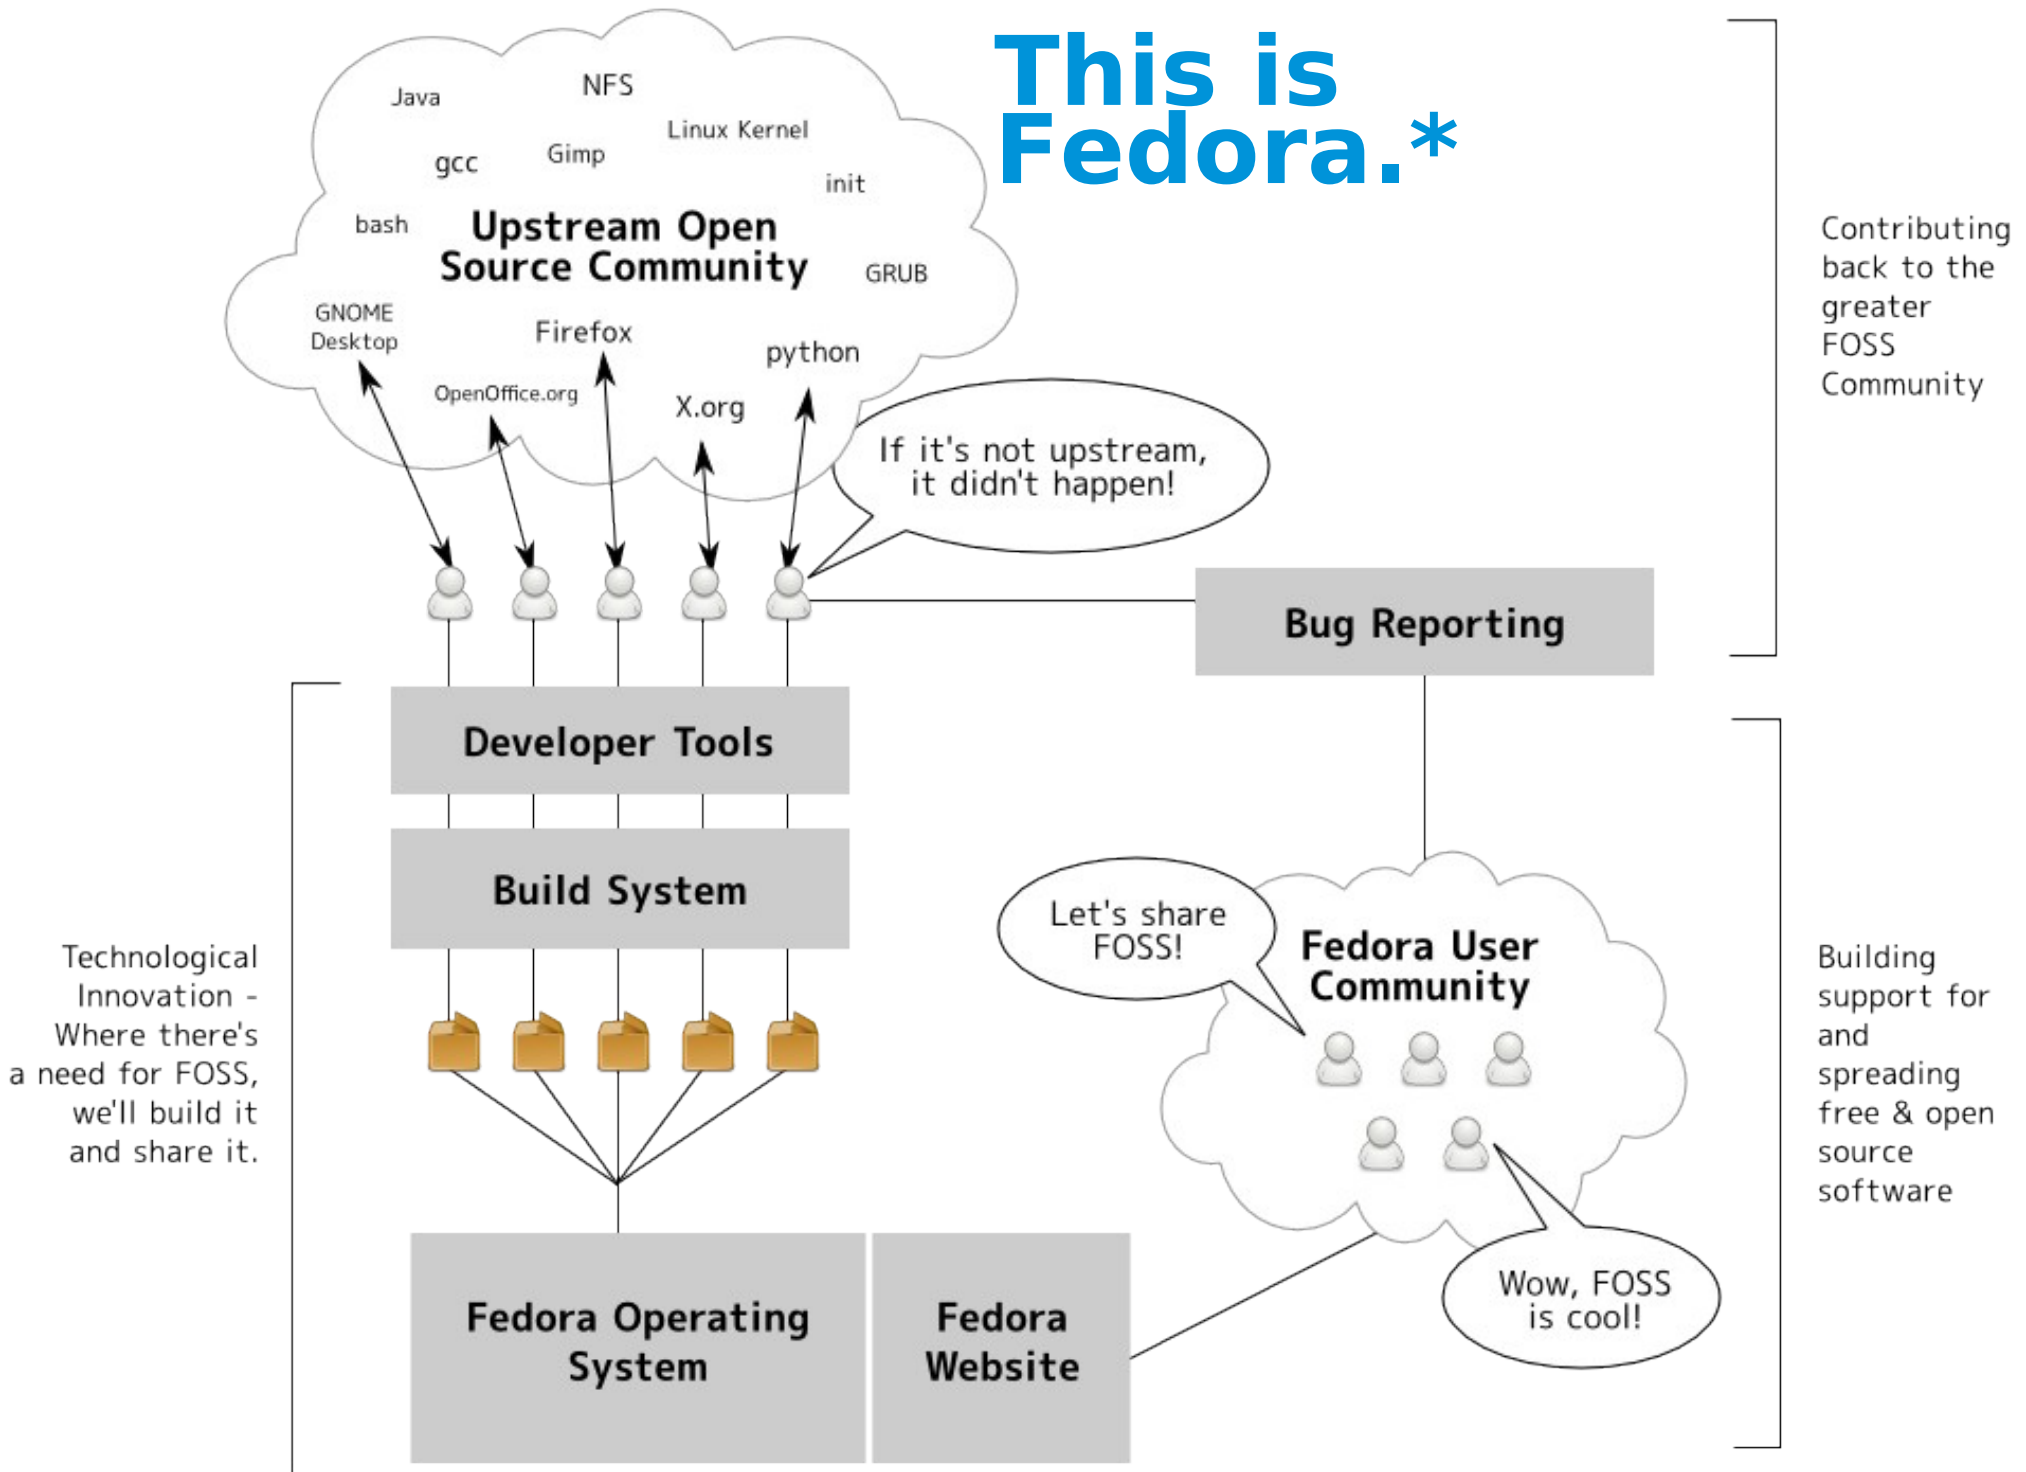 This is
Fedora.*
Java
NFS
Linux Kernel
gcc
Gimp
init
bash
Upstream Open
Source Community
GRUB
GNOME
Desktop
Firefox
python
OpenOffice.org
X.org
If it's not upstream,
it didn't happen!
Contributing
back to the
greater
FOSS
Community
Bug Reporting
Developer Tools
Build System
Technological
Innovation -
Where there's
a need for FOSS,
we'll build it
and share it.
Let's share
FOSS!
Fedora User
Community
Building
support for
and
spreading
free & open
source
software
Wow, FOSS
is cool!
Fedora Operating
System
Fedora
Website